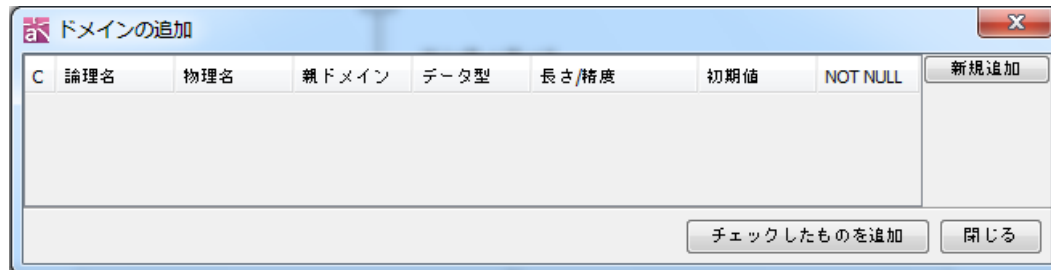 ドメインの追加
C 論理名 物理名 親ドメイン データ型 長さ/精度 初期値 NOT NULL 新規追加
チェックしたものを追加 閉じる